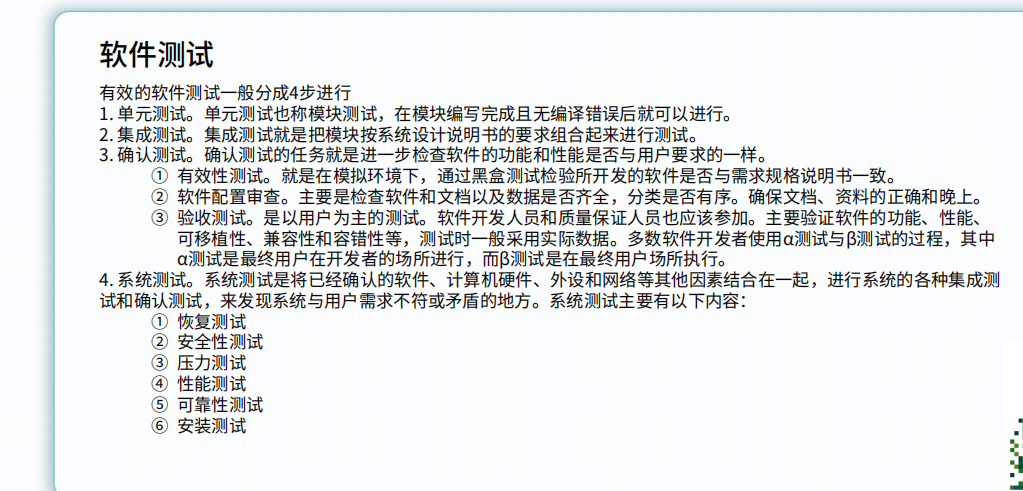 软件测试
有效的软件测试一般分成4步进行
1. 单元测试。单元测试也称模块测试，在模块编写完成且无编译错误后就可以进行。
2. 集成测试。集成测试就是把模块按系统设计说明书的要求组合起来进行测试。
3. 确认测试。确认测试的任务就是进一步检查软件的功能和性能是否与用户要求的一样。
① 有效性测试。就是在模拟环境下，通过黑盒测试检验所开发的软件是否与需求规格说明书一致。
② 软件配置审查。主要是检查软件和文档以及数据是否齐全，分类是否有序。确保文档、资料的正确和晚上。
③ 验收测试。是以用户为主的测试。软件开发人员和质量保证人员也应该参加。主要验证软件的功能、性能、
可移植性、兼容性和容错性等，测试时一般采用实际数据。多数软件开发者使用α测试与β测试的过程，其中
α测试是最终用户在开发者的场所进行，而β测试是在最终用户场所执行。
4. 系统测试。系统测试是将已经确认的软件、计算机硬件、外设和网络等其他因素结合在一起，进行系统的各种集成测
试和确认测试，来发现系统与用户需求不符或矛盾的地方。系统测试主要有以下内容：
① 恢复测试
② 安全性测试
③ 压力测试
④ 性能测试
⑤ 可靠性测试
⑥ 安装测试